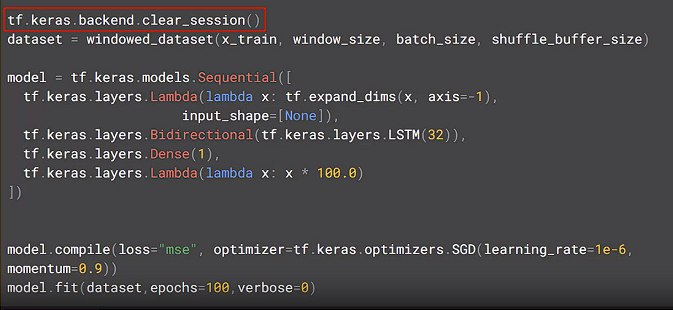 tf.keras.backend.clear_session()
dataset = windowed_dataset(x_train, window_size, batch_size, shuffle_buffer_size)
model = tf.keras.models.Sequential([
  tf.keras.layers.Lambda(lambda x: tf.expand_dims(x, axis=-1),
                      input_shape=[None]),
  tf.keras.layers.Bidirectional(tf.keras.layers.LSTM(32)),
  tf.keras.layers.Dense(1),
  tf.keras.layers.Lambda(lambda x: x * 100.0)
])
model.compile(loss="mse", optimizer=tf.keras.optimizers.SGD(learning_rate=1e-6,
momentum=0.9))
model.fit(dataset,epochs=100,verbose=0)